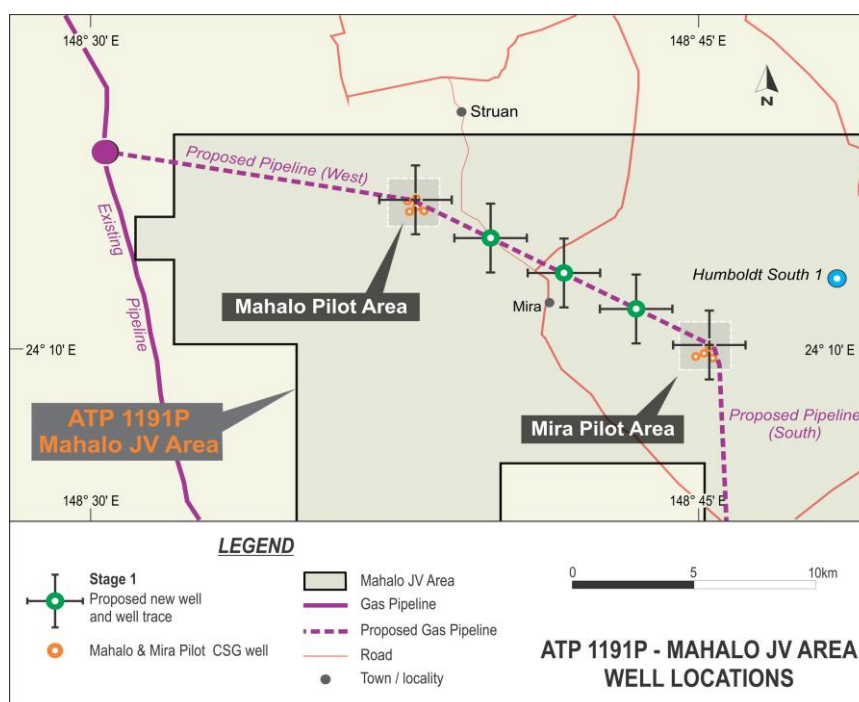 148° 30' E
148° 45' E
N
Struan
Proposed Pipeline (West)
Existing
Pipeline
Humboldt South 1
Mahalo Pilot Area
Mira
24° 10' E
24° 10' E
ATP 1191P
Mahalo JV Area
Mira Pilot Area
Proposed Pipeline
(South)
148° 30' E
148° 45' E
LEGEND
Stage 1
Proposed new well
and well trace
Mahalo & Mira Pilot CSG well
Mahalo JV Area
Gas Pipeline
Proposed Gas Pipeline
Road
Town / locality
0 5 10km
ATP 1191P - MAHALO JV AREA
WELL LOCATIONS